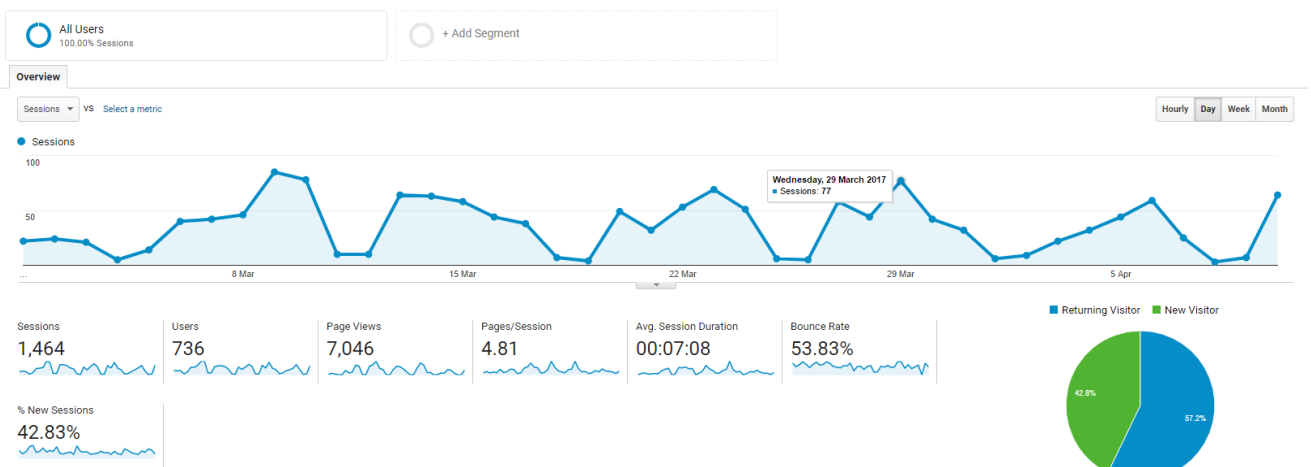 All Users
100.00% Sessions
+ Add Segment
Overview
Sessions VS Select a metric
Hourly Day Week Month
Sessions
100
50
Wednesday, 29 March 2017
Sessions: 77
... 8 Mar 15 Mar 22 Mar 29 Mar 5 Apr
Returning Visitor New Visitor
Sessions Users Page Views Pages/Session Avg. Session Duration Bounce Rate
1,464 736 7,046 4.81 00:07:08 53.83%
42.8%
57.2%
% New Sessions
42.83%